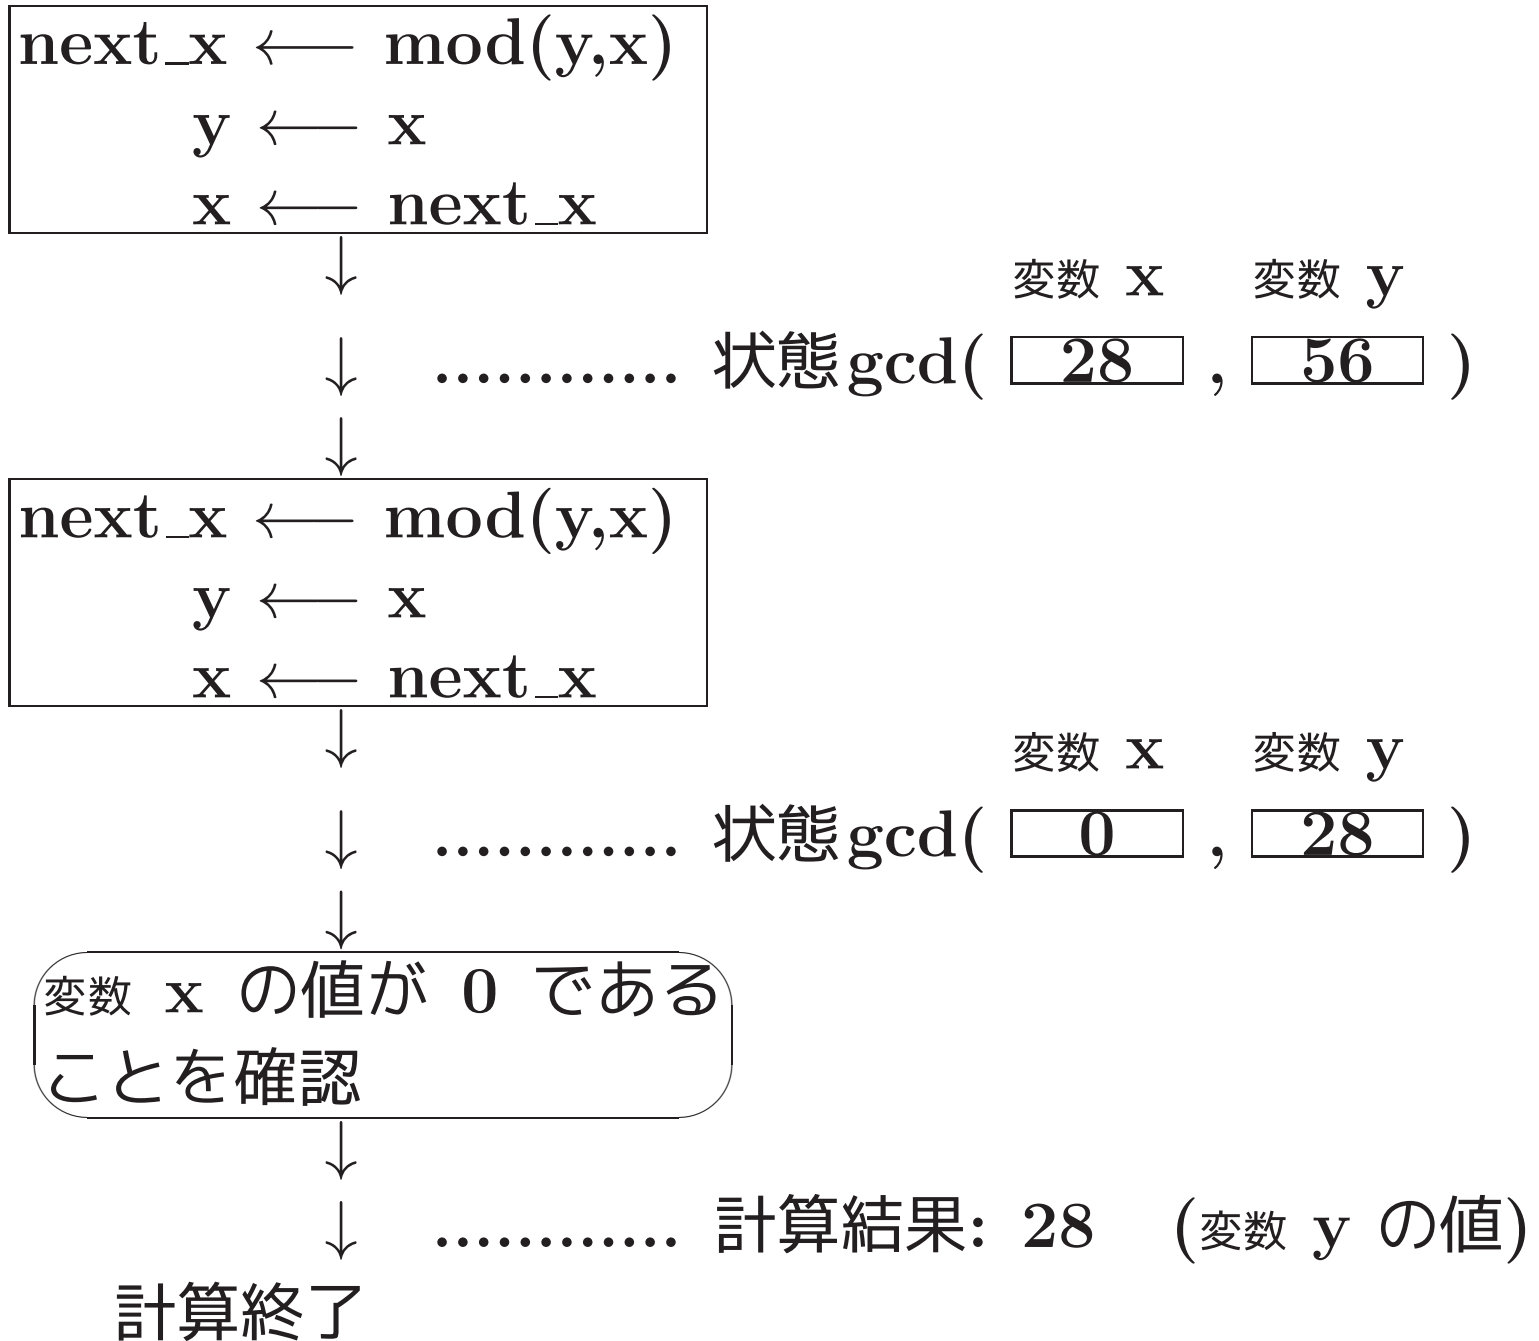 next_x ⟵ mod(y,x)
y ⟵ x
x ⟵ next_x
変数 x 変数 y
............ 状態gcd( 28 , 56 )
next_x ⟵ mod(y,x)
y ⟵ x
x ⟵ next_x
変数 x 変数 y
............ 状態gcd( 0 , 28 )
変数 x の値が 0 である
ことを確認
............ 計算結果: 28 (変数 y の値)
計算終了